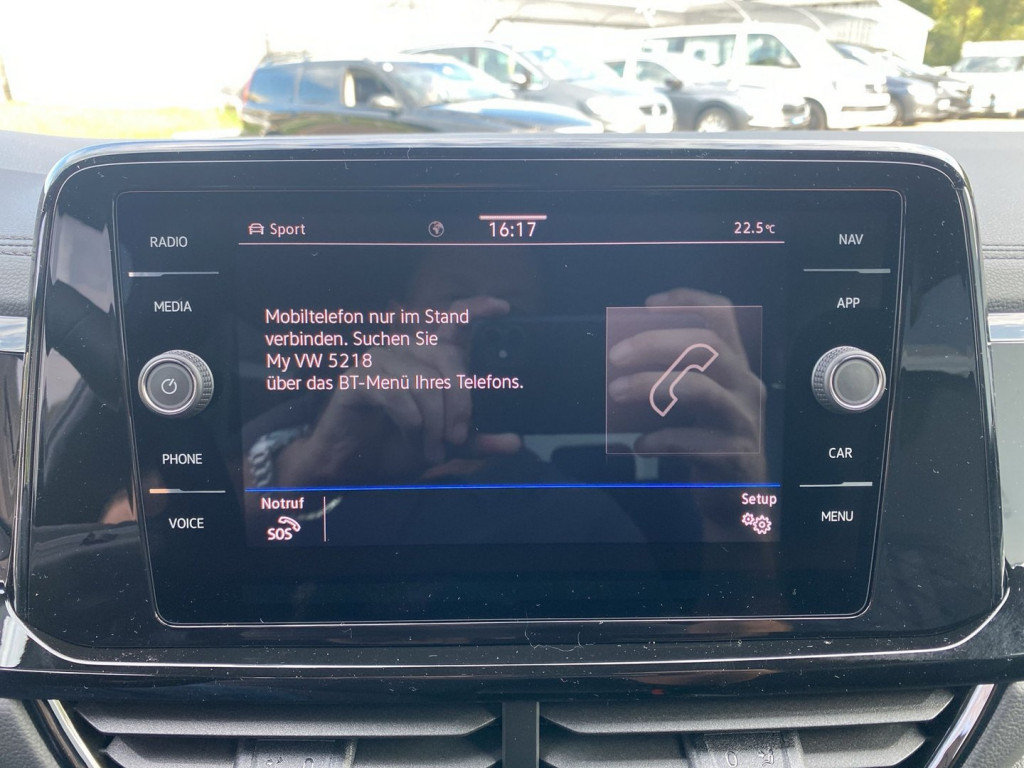 Sport
16:17
22.5°C
RADIO
MEDIA
PHONE
VOICE
Mobiltelefon nur im Stand
verbinden. Suchen Sie
My VW 5218
über das BT-Menü Ihres Telefons.
Notruf
SOS
Setup
NAV
APP
CAR
MENU